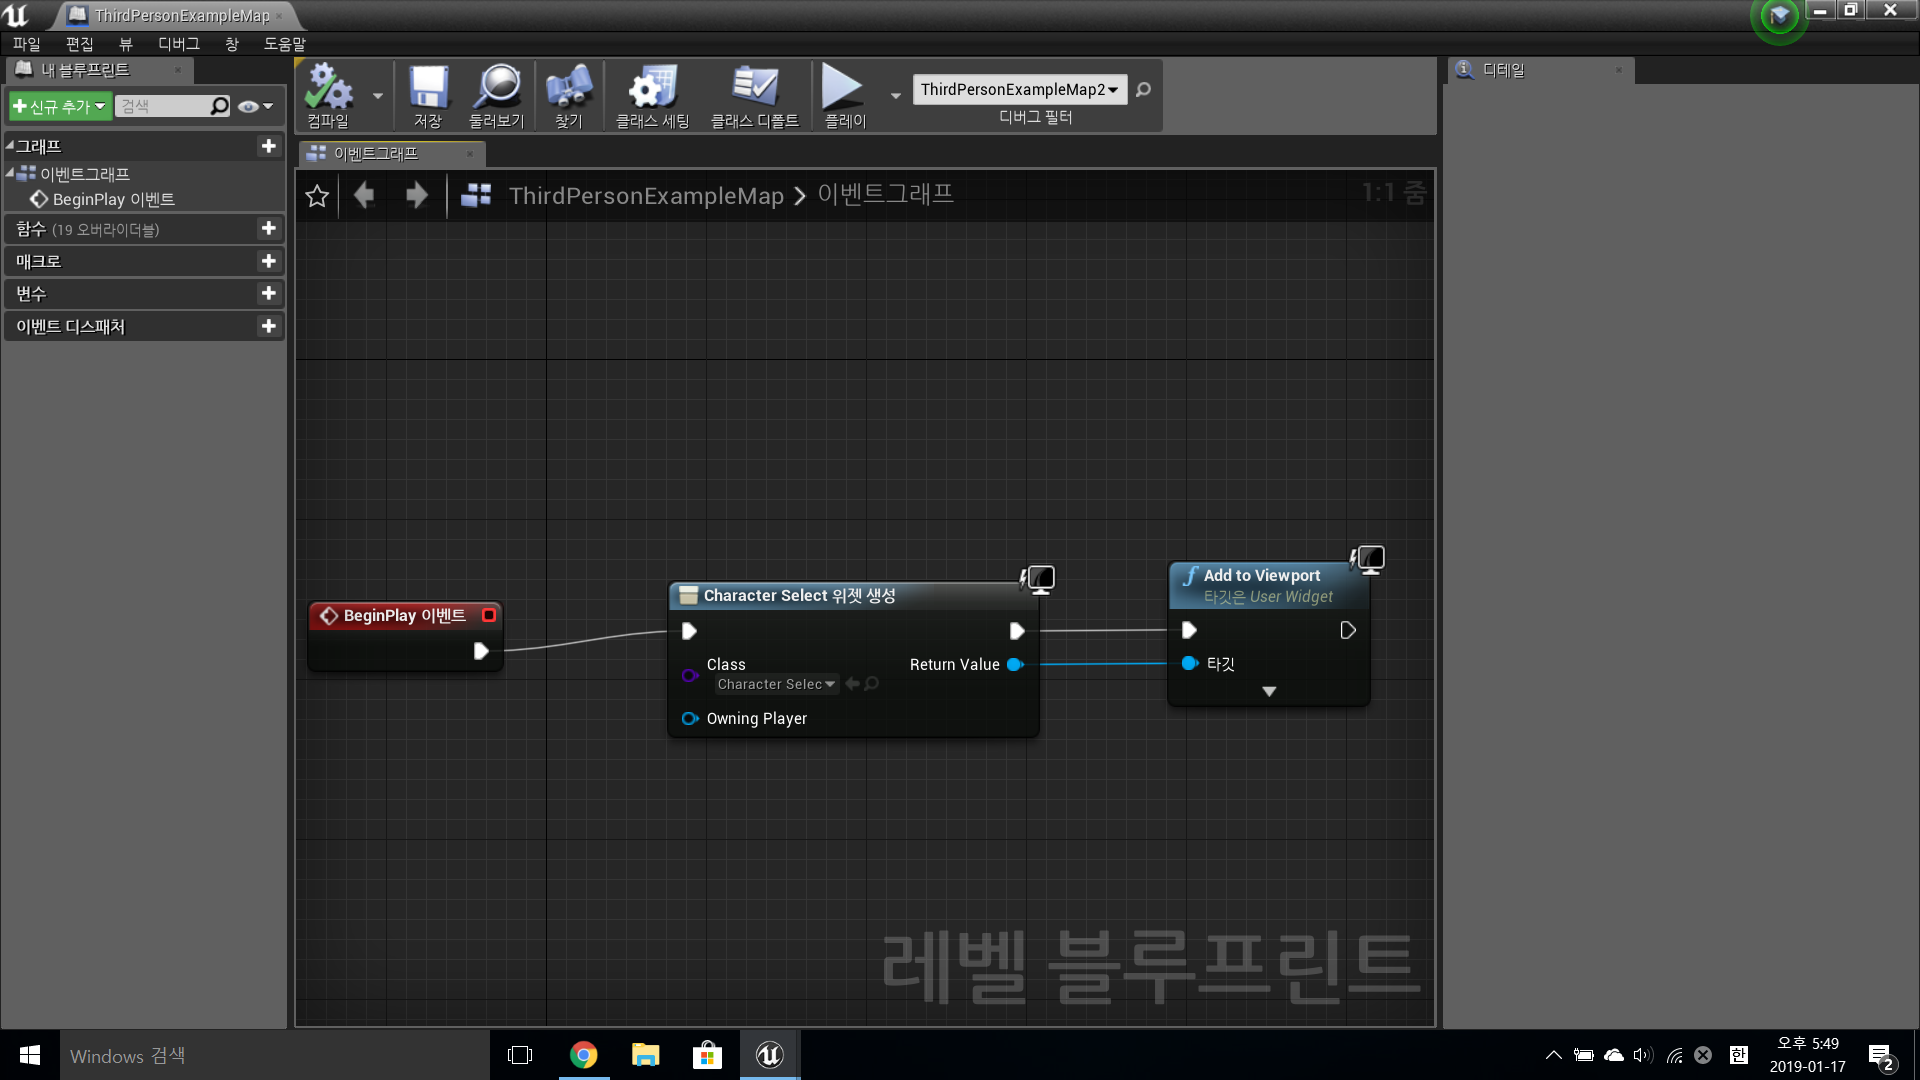 ThirdPersonExampleMap
파일 편집 뷰 디버그 창 도움말
내 블루프린트
신규 추가 검색
그래프
이벤트그래프
BeginPlay 이벤트
함수 (19 오버라이더블)
매크로
변수
이벤트 디스패처
컴파일 저장 둘러보기 찾기 클래스 세팅 클래스 디폴트 플레이
ThirdPersonExampleMap2
디버그 필터
이벤트그래프
ThirdPersonExampleMap > 이벤트그래프
1:1 줌
BeginPlay 이벤트
Character Select 위젯 생성
Class
Character Selec
Return Value
Owning Player
Add to Viewport
타깃은 User Widget
타깃
레벨 블루프린트
디테일
Windows 검색
한
오후 5:49
2019-01-17
2